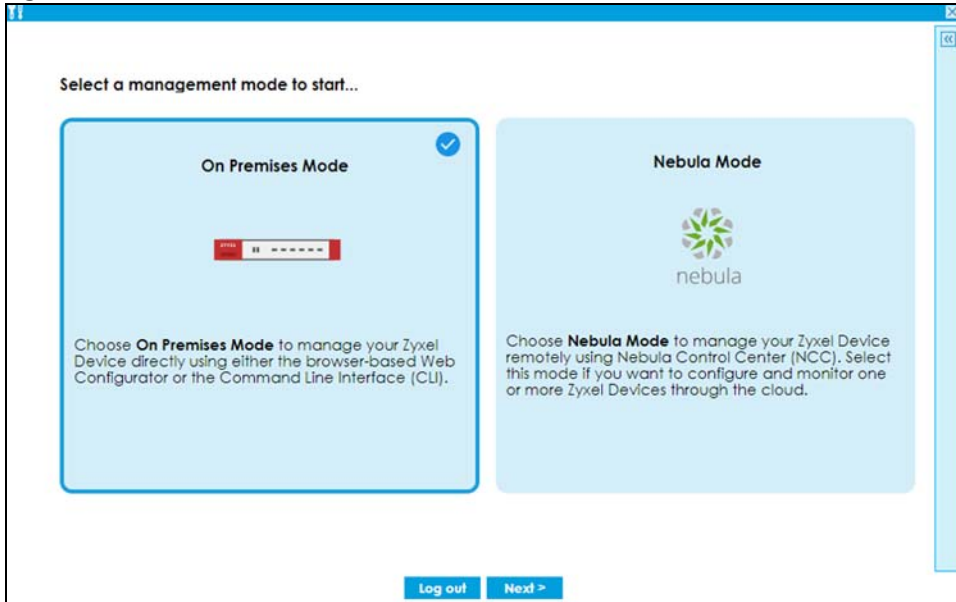 Select a management mode to start...
On Premises Mode
Choose On Premises Mode to manage your Zyxel
Device directly using either the browser-based Web
Configurator or the Command Line Interface (CLI).
Nebula Mode
nebula
Choose Nebula Mode to manage your Zyxel Device
remotely using Nebula Control Center (NCC). Select
this mode if you want to configure and monitor one
or more Zyxel Devices through the cloud.
Log out
Next >